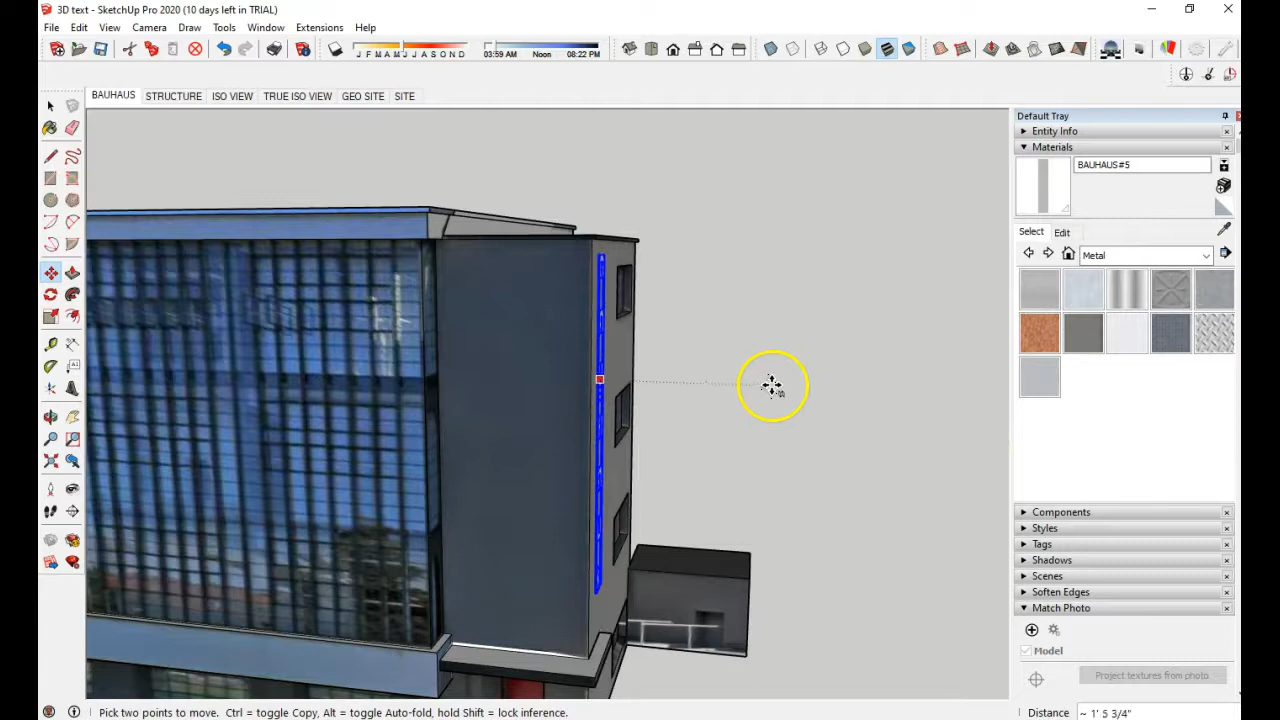 3D text - SketchUp Pro 2020 (10 days left in TRIAL)
File Edit View Camera Draw Tools Window Extensions Help
J F M A M J J A S O N D 03:59 AM Noon 08:22 PM
BAUHAUS STRUCTURE ISO VIEW TRUE ISO VIEW GEO SITE SITE
Default Tray
Entity Info
Materials
BAUHAUS#5
Select Edit
Metal
Components
Styles
Tags
Shadows
Scenes
Soften Edges
Match Photo
Model
Project textures from photo
Pick two points to move. Ctrl = toggle Copy, Alt = toggle Auto-fold, hold Shift = lock inference.
Distance ~ 1' 5 3/4"